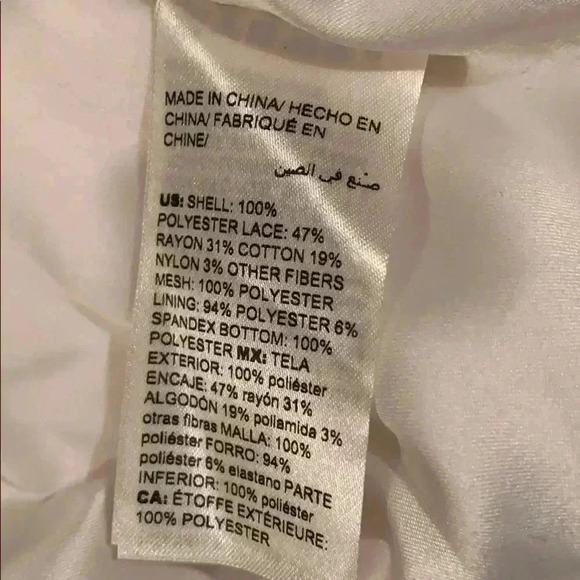 MADE IN CHINA/ HECHO EN
CHINA/ FABRIQUÉ EN
CHINE/
صنع في الصين
US: SHELL: 100%
POLYESTER LACE: 47%
RAYON 31% COTTON 19%
NYLON 3% OTHER FIBERS
MESH: 100% POLYESTER
LINING: 94% POLYESTER 6%
SPANDEX BOTTOM: 100%
POLYESTER MX: TELA
EXTERIOR: 100% poliéster
ENCAJE: 47% rayón 31%
ALGODÓN 19% poliamida 3%
otras fibras MALLA: 100%
poliéster FORRO: 94%
poliéster 6% elastano PARTE
INFERIOR: 100% poliéster
CA: ÉTOFFE EXTÉRIEURE:
100% POLYESTER